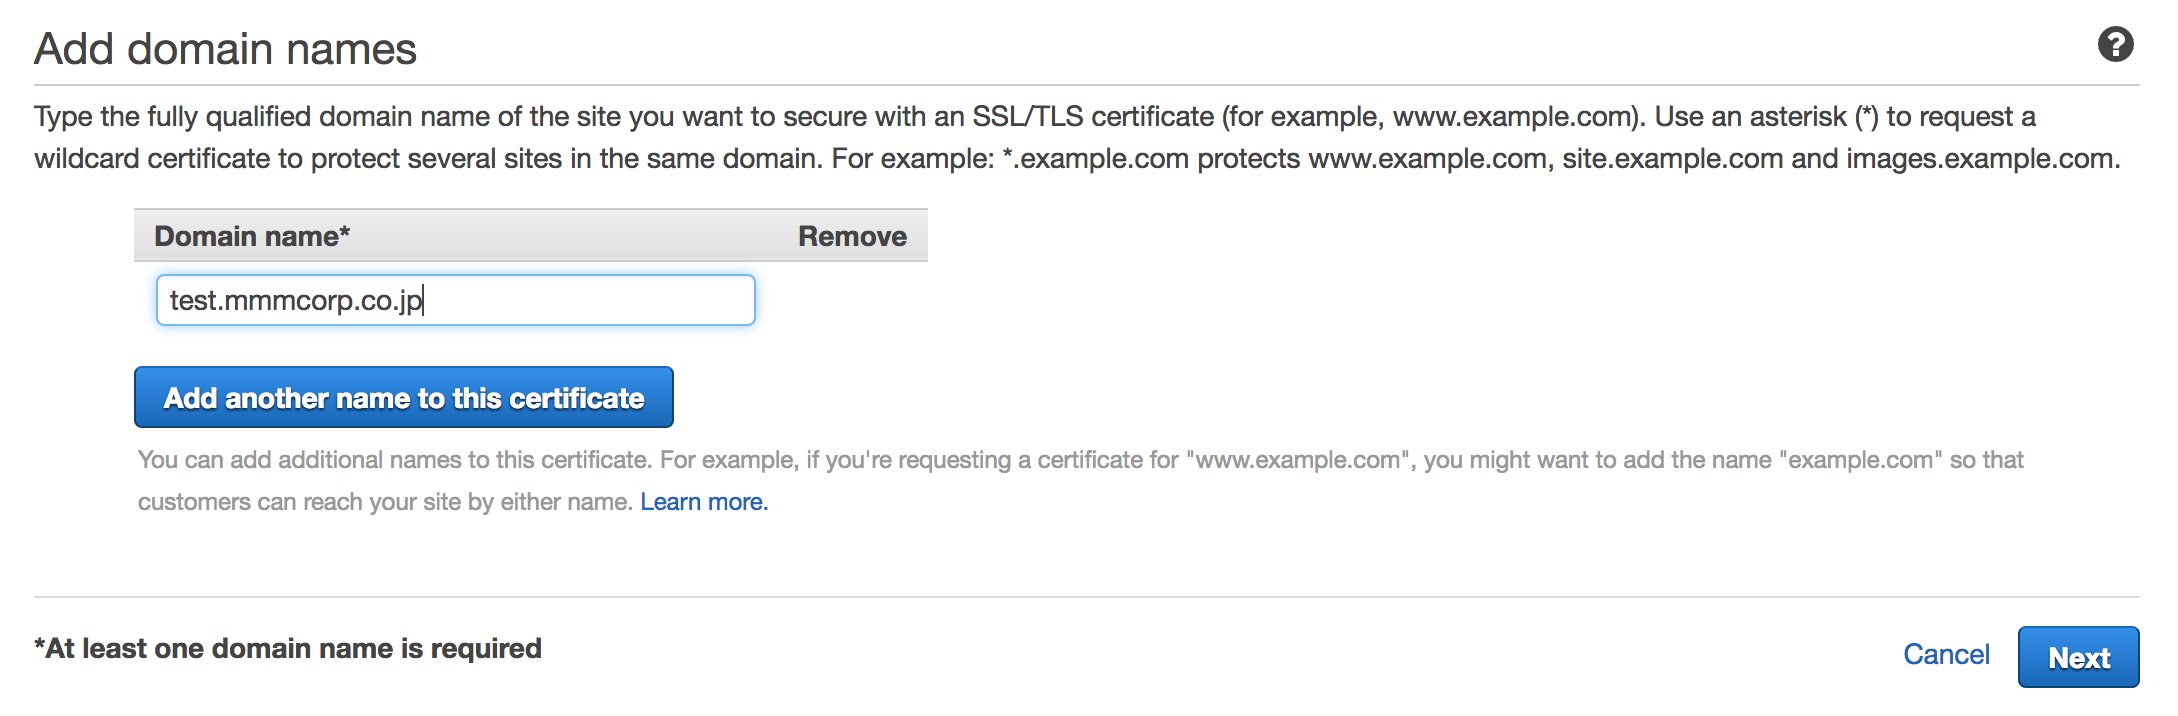 Add domain names
?
Type the fully qualified domain name of the site you want to secure with an SSL/TLS certificate (for example, www.example.com). Use an asterisk (*) to request a
wildcard certificate to protect several sites in the same domain. For example: *.example.com protects www.example.com, site.example.com and images.example.com.
Domain name* Remove
test.mmmcorp.co.jp
Add another name to this certificate
You can add additional names to this certificate. For example, if you're requesting a certificate for "www.example.com", you might want to add the name "example.com" so that
customers can reach your site by either name. Learn more.
*At least one domain name is required
Cancel Next